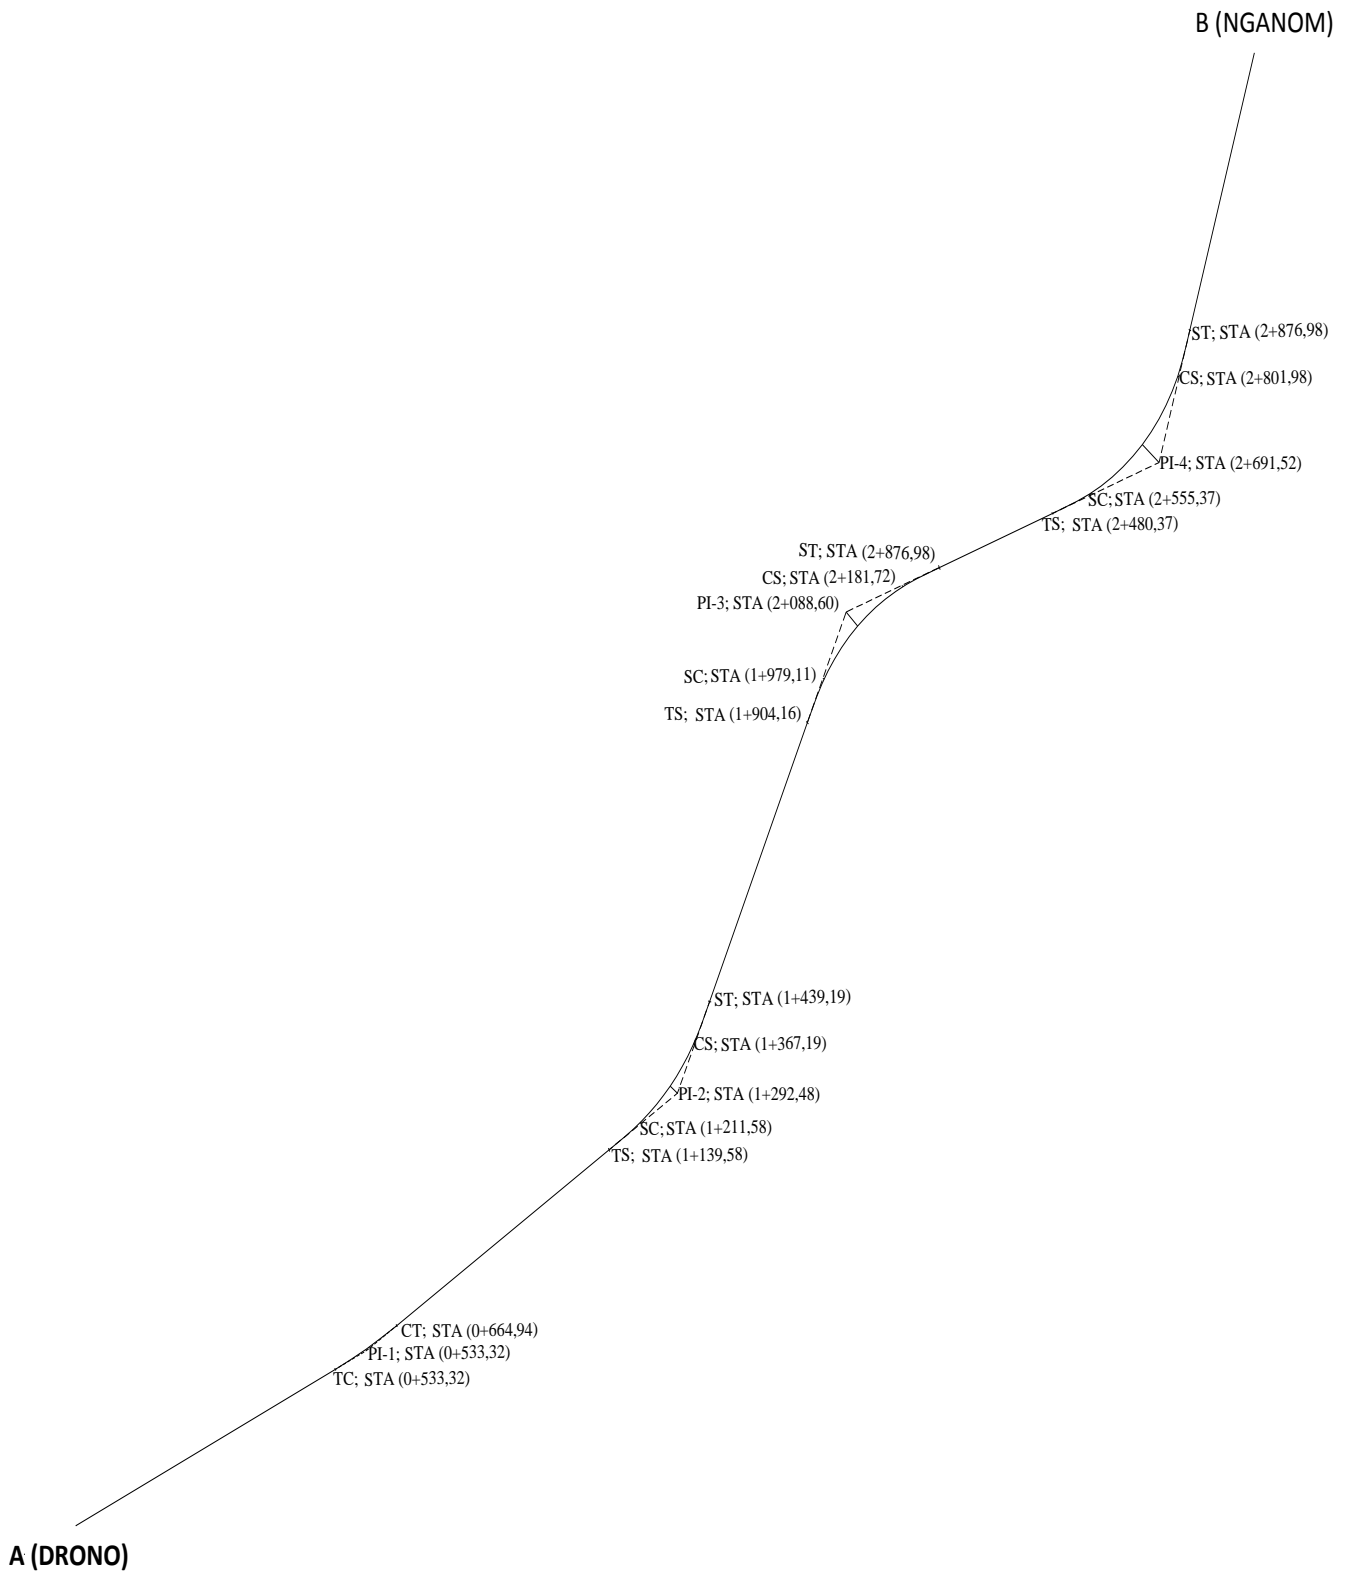 B (NGANOM)
ST; STA (2+876,98)
CS; STA (2+801,98)
PI-4; STA (2+691,52)
SC; STA (2+555,37)
TS; STA (2+480,37)
ST; STA (2+876,98)
CS; STA (2+181,72)
PI-3; STA (2+088,60)
SC; STA (1+979,11)
TS; STA (1+904,16)
ST; STA (1+439,19)
CS; STA (1+367,19)
PI-2; STA (1+292,48)
SC; STA (1+211,58)
TS; STA (1+139,58)
CT; STA (0+664,94)
PI-1; STA (0+533,32)
TC; STA (0+533,32)
A (DRONO)